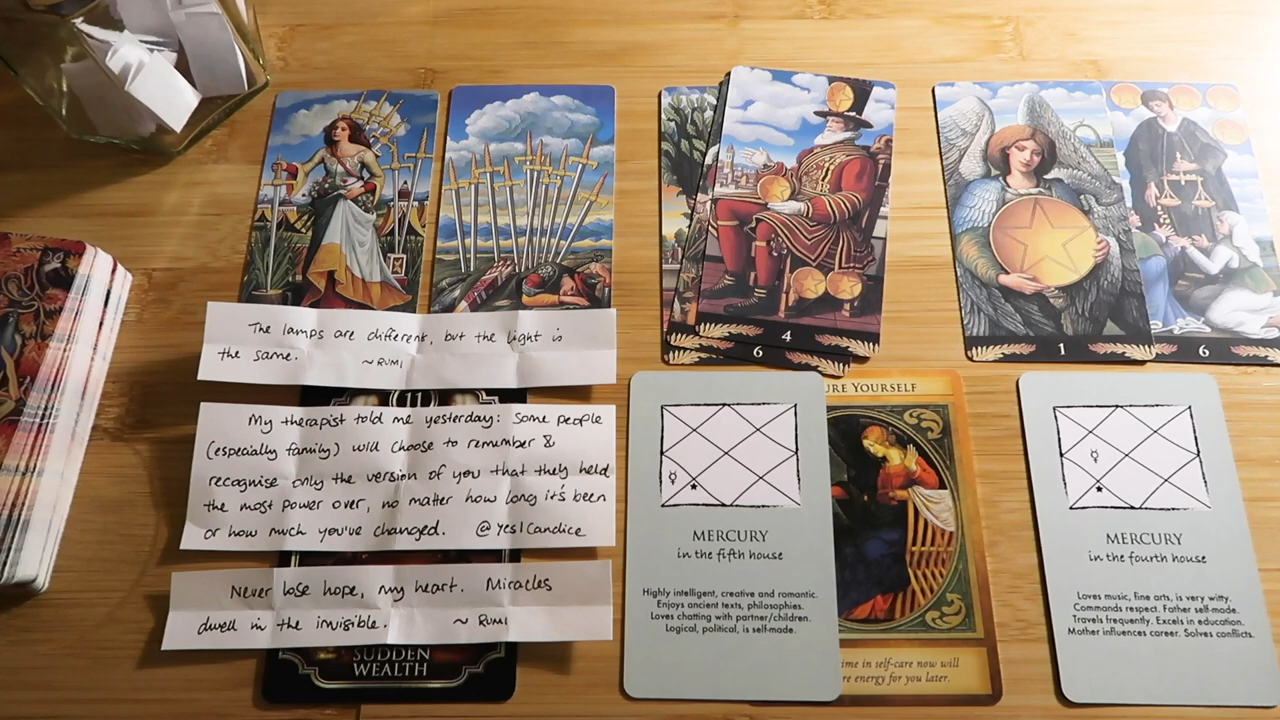 4
6
1
6
The lamps are different, but the light is
the same.
~ RUMI
11
My therapist told me yesterday: Some people
(especially family) will choose to remember &
recognise only the version of you that they held
the most power over, no matter how long it's been
or how much you've changed. @yes1Candice
Never lose hope, my heart. Miracles
dwell in the invisible. ~ RUMI
SUDDEN
WEALTH
MERCURY
in the fifth house
Highly intelligent, creative and romantic.
Enjoys ancient texts, philosophies.
Loves chatting with partner/children.
Logical, political, is self-made.
URE YOURSELF
ime in self-care now will
re energy for you later.
MERCURY
in the fourth house
Loves music, fine arts, is very witty.
Commands respect. Father self-made.
Travels frequently. Excels in education.
Mother influences career. Solves conflicts.